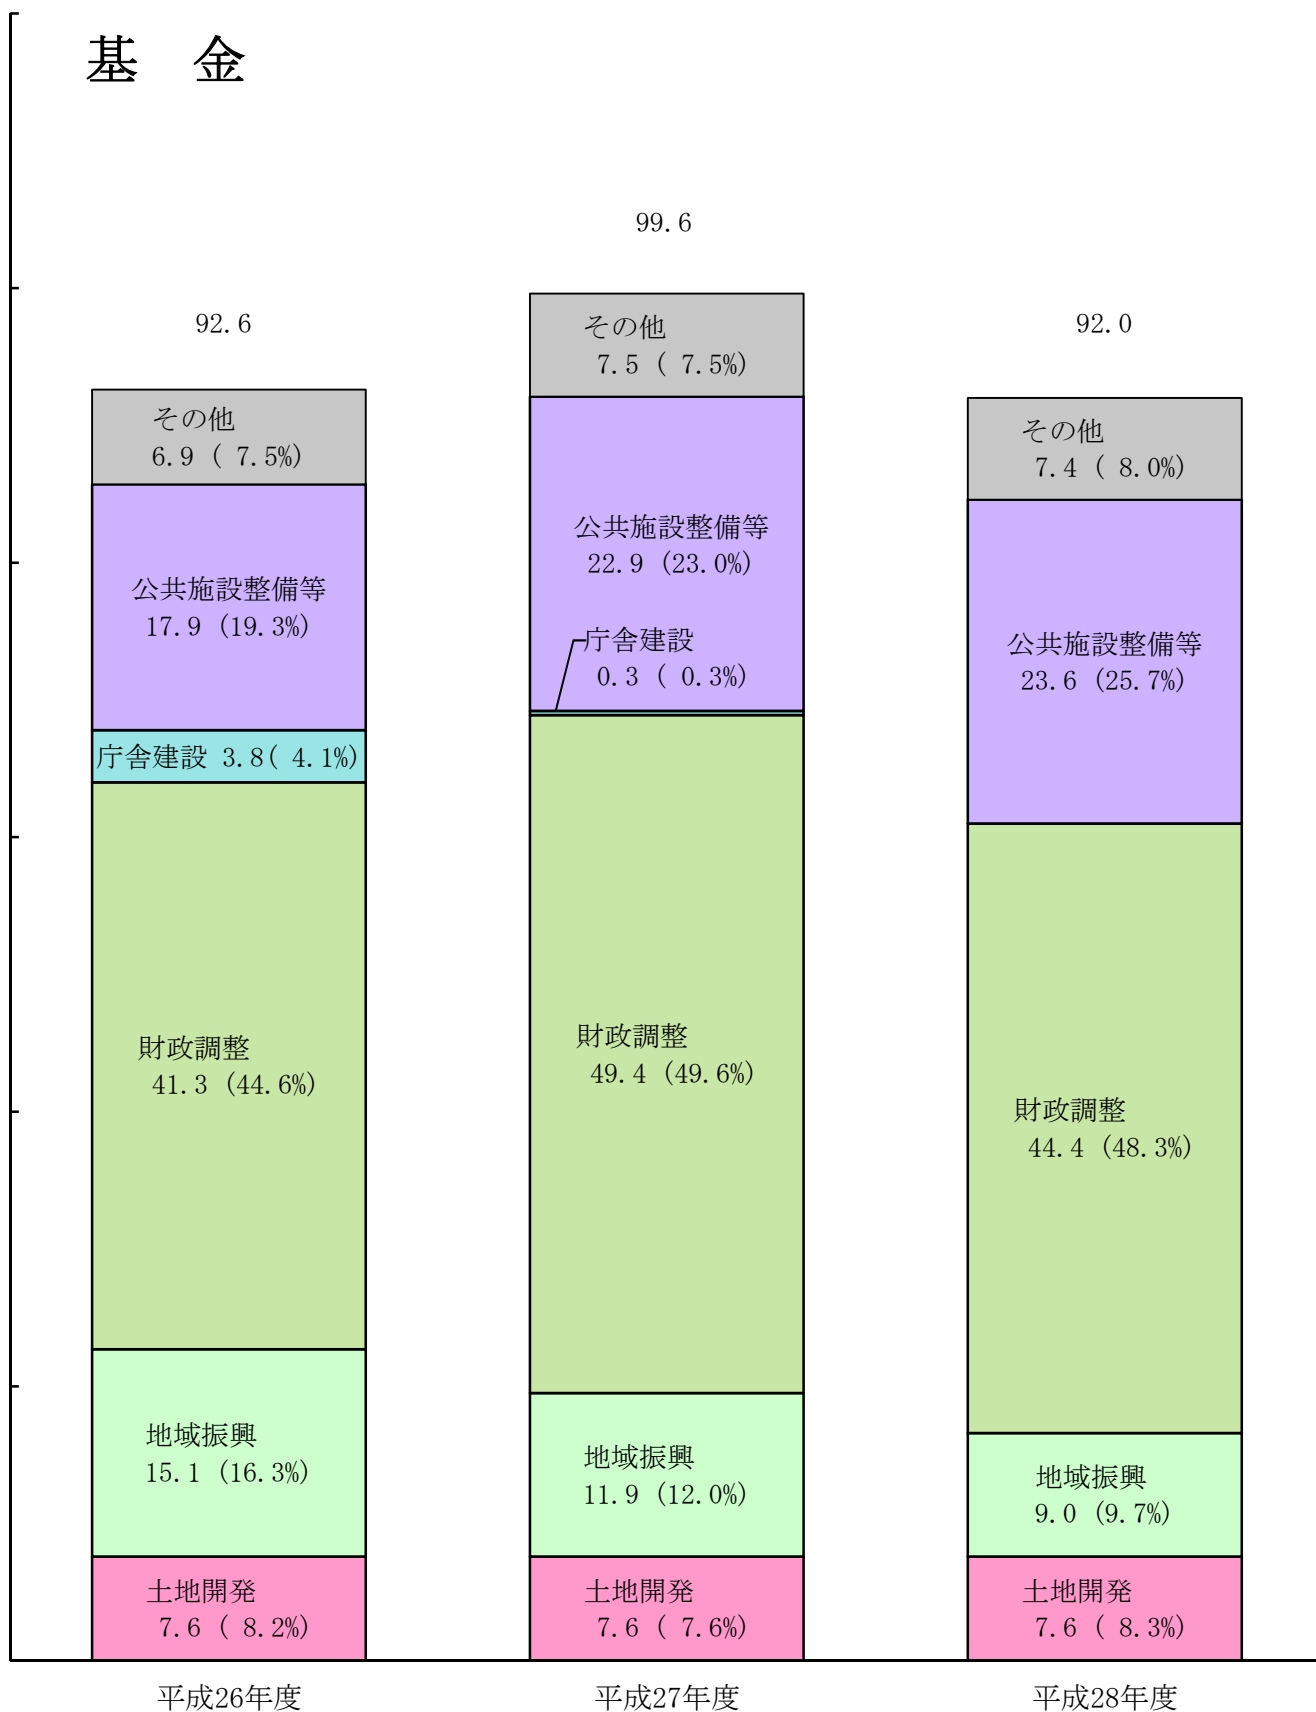 基　金
92.6
その他
6.9 ( 7.5%)
公共施設整備等
17.9 (19.3%)
庁舎建設 3.8( 4.1%)
財政調整
41.3 (44.6%)
地域振興
15.1 (16.3%)
土地開発
7.6 ( 8.2%)
平成26年度
99.6
その他
7.5 ( 7.5%)
公共施設整備等
22.9 (23.0%)
庁舎建設
0.3 ( 0.3%)
財政調整
49.4 (49.6%)
地域振興
11.9 (12.0%)
土地開発
7.6 ( 7.6%)
平成27年度
92.0
その他
7.4 ( 8.0%)
公共施設整備等
23.6 (25.7%)
財政調整
44.4 (48.3%)
地域振興
9.0 (9.7%)
土地開発
7.6 ( 8.3%)
平成28年度